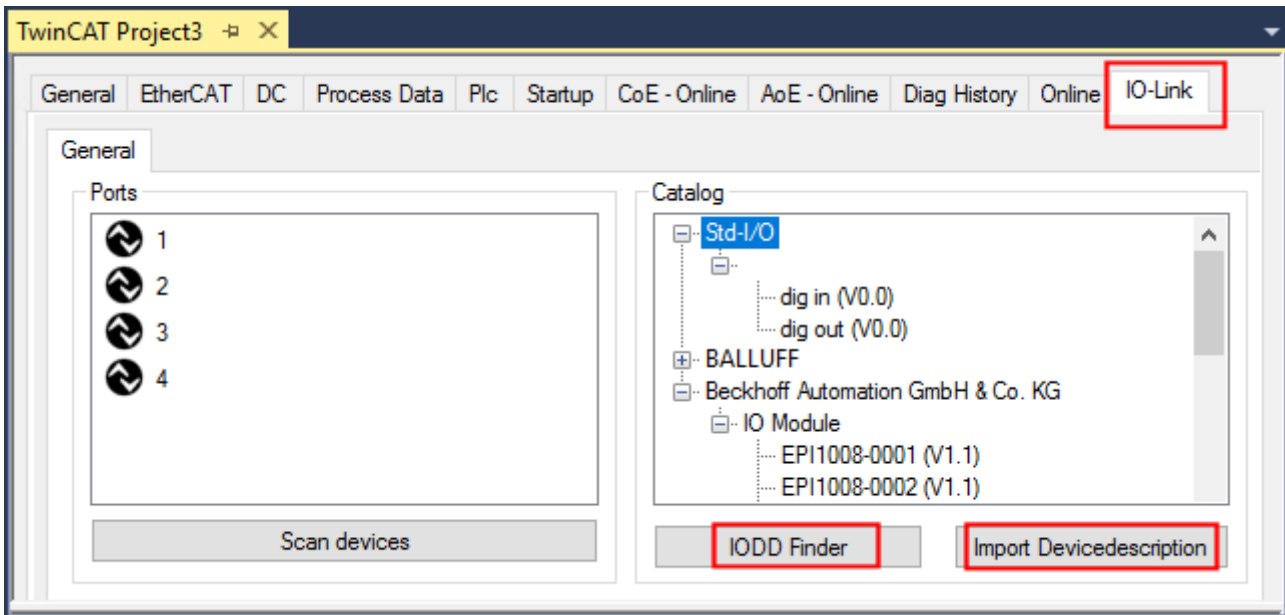 TwinCAT Project3
General EtherCAT DC Process Data Plc Startup CoE - Online AoE - Online Diag History Online IO-Link
General
Ports
1
2
3
4
Scan devices
Catalog
Std-I/O
dig in (V0.0)
dig out (V0.0)
BALLUFF
Beckhoff Automation GmbH & Co. KG
IO Module
EPI1008-0001 (V1.1)
EPI1008-0002 (V1.1)
IODD Finder
Import Devicedescription